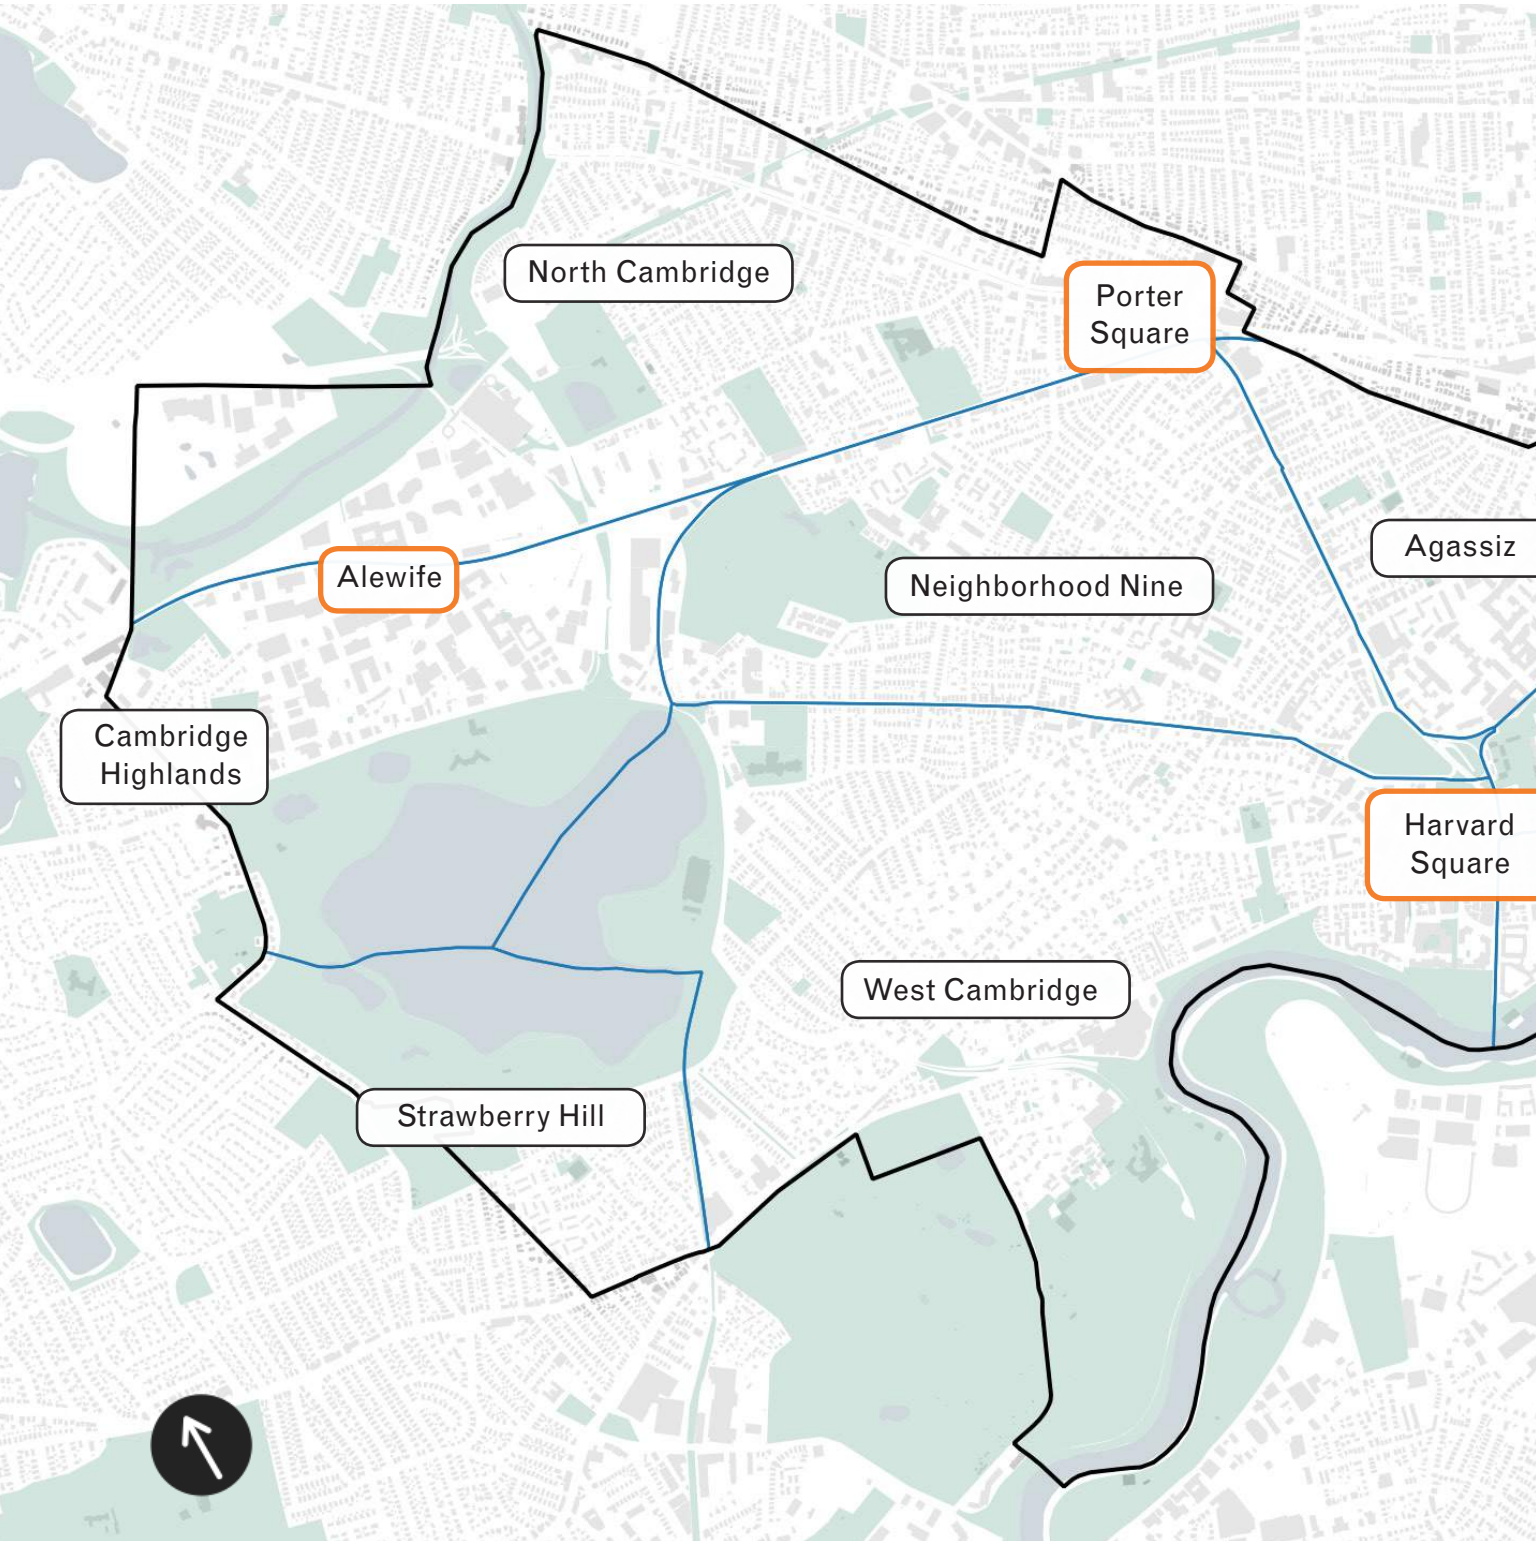 North Cambridge
Porter
Square
Agassiz
Alewife
Neighborhood Nine
Cambridge
Highlands
Harvard
Square
West Cambridge
Strawberry Hill